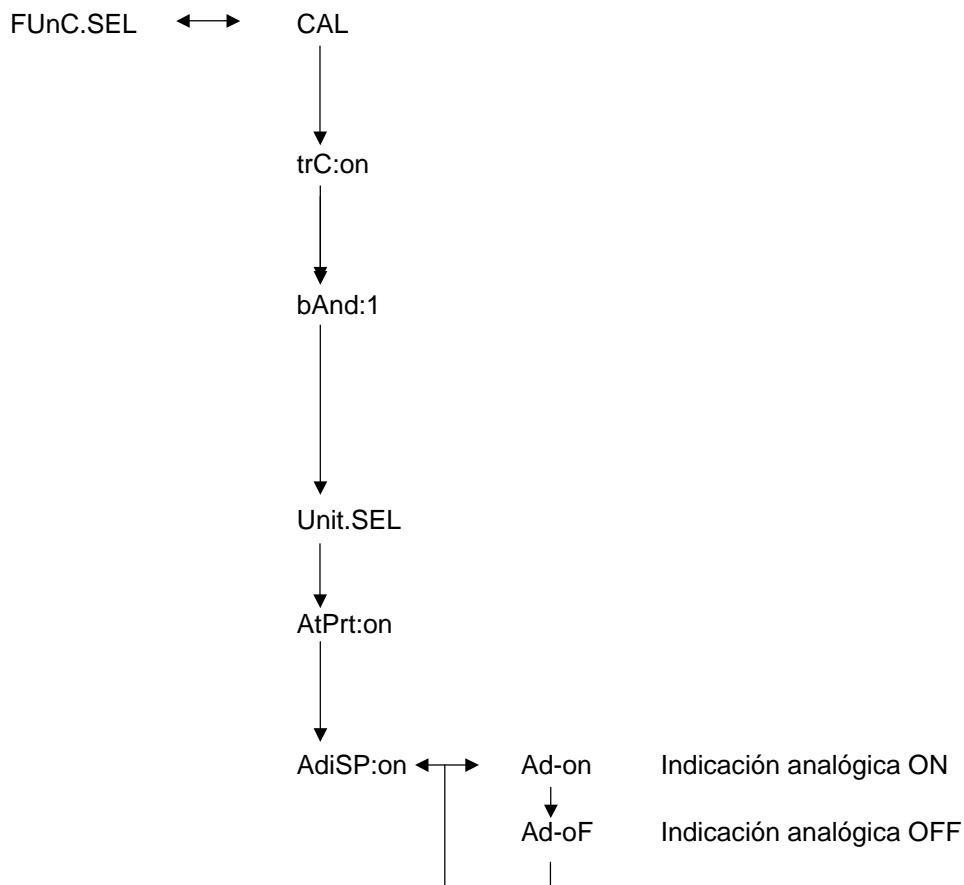 FUnC.SEL CAL
trC:on
bAnd:1
Unit.SEL
AtPrt:on
AdiSP:on Ad-on Indicación analógica ON
Ad-oF Indicación analógica OFF